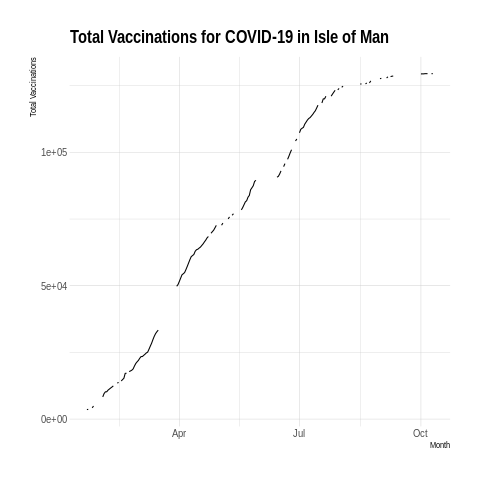 Total Vaccinations for COVID-19 in Isle of Man
Total Vaccinations
1e+05
5e+04
0e+00
Apr
Jul
Oct
Month